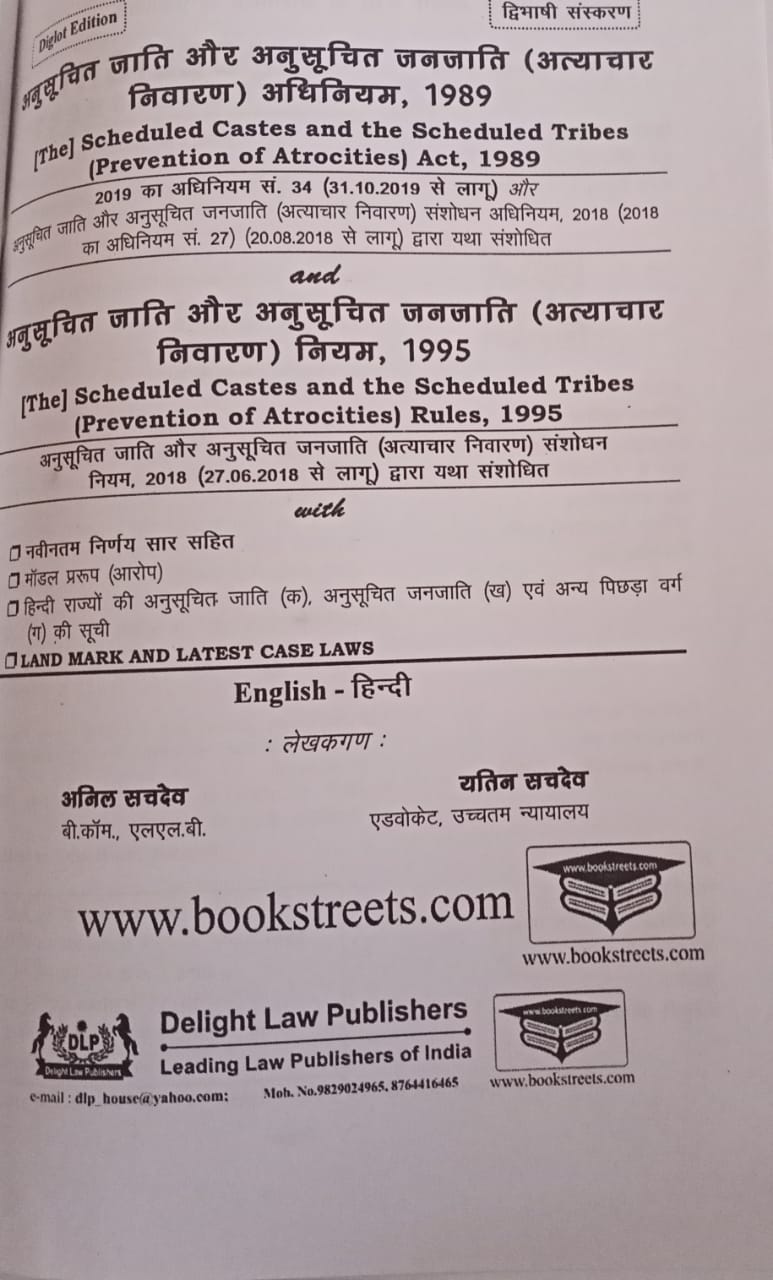 Diglot Edition
द्विभाषी संस्करण
अनुसूचित जाति और अनुसूचित जनजाति (अत्याचार
निवारण) अधिनियम, 1989
[The] Scheduled Castes and the Scheduled Tribes
(Prevention of Atrocities) Act, 1989
2019 का अधिनियम सं. 34 (31.10.2019 से लागू) और
अनुसूचित जाति और अनुसूचित जनजाति (अत्याचार निवारण) संशोधन अधिनियम, 2018 (2018
का अधिनियम सं. 27) (20.08.2018 से लागू) द्वारा यथा संशोधित
and
अनुसूचित जाति और अनुसूचित जनजाति (अत्याचार
निवारण) नियम, 1995
[The] Scheduled Castes and the Scheduled Tribes
(Prevention of Atrocities) Rules, 1995
अनुसूचित जाति और अनुसूचित जनजाति (अत्याचार निवारण) संशोधन
नियम, 2018 (27.06.2018 से लागू) द्वारा यथा संशोधित
with
❒ नवीनतम निर्णय सार सहित
❒ मॉडल प्ररूप (आरोप)
❒ हिन्दी राज्यों की अनुसूचित जाति (क), अनुसूचित जनजाति (ख) एवं अन्य पिछड़ा वर्ग
(ग) की सूची
❒ LAND MARK AND LATEST CASE LAWS
English - हिन्दी
: लेखकगण :
अनिल सचदेव
बी.कॉम., एलएल.बी.
यतिन सचदेव
एडवोकेट, उच्चतम न्यायालय
www.bookstreets.com
www.bookstreets.com
www.bookstreets.com
DLP
Delight Law Publishers
Delight Law Publishers
Leading Law Publishers of India
www.bookstreets.com
www.bookstreets.com
e-mail : dlp_house@yahoo.com;
Moh. No.9829024965, 8764416465